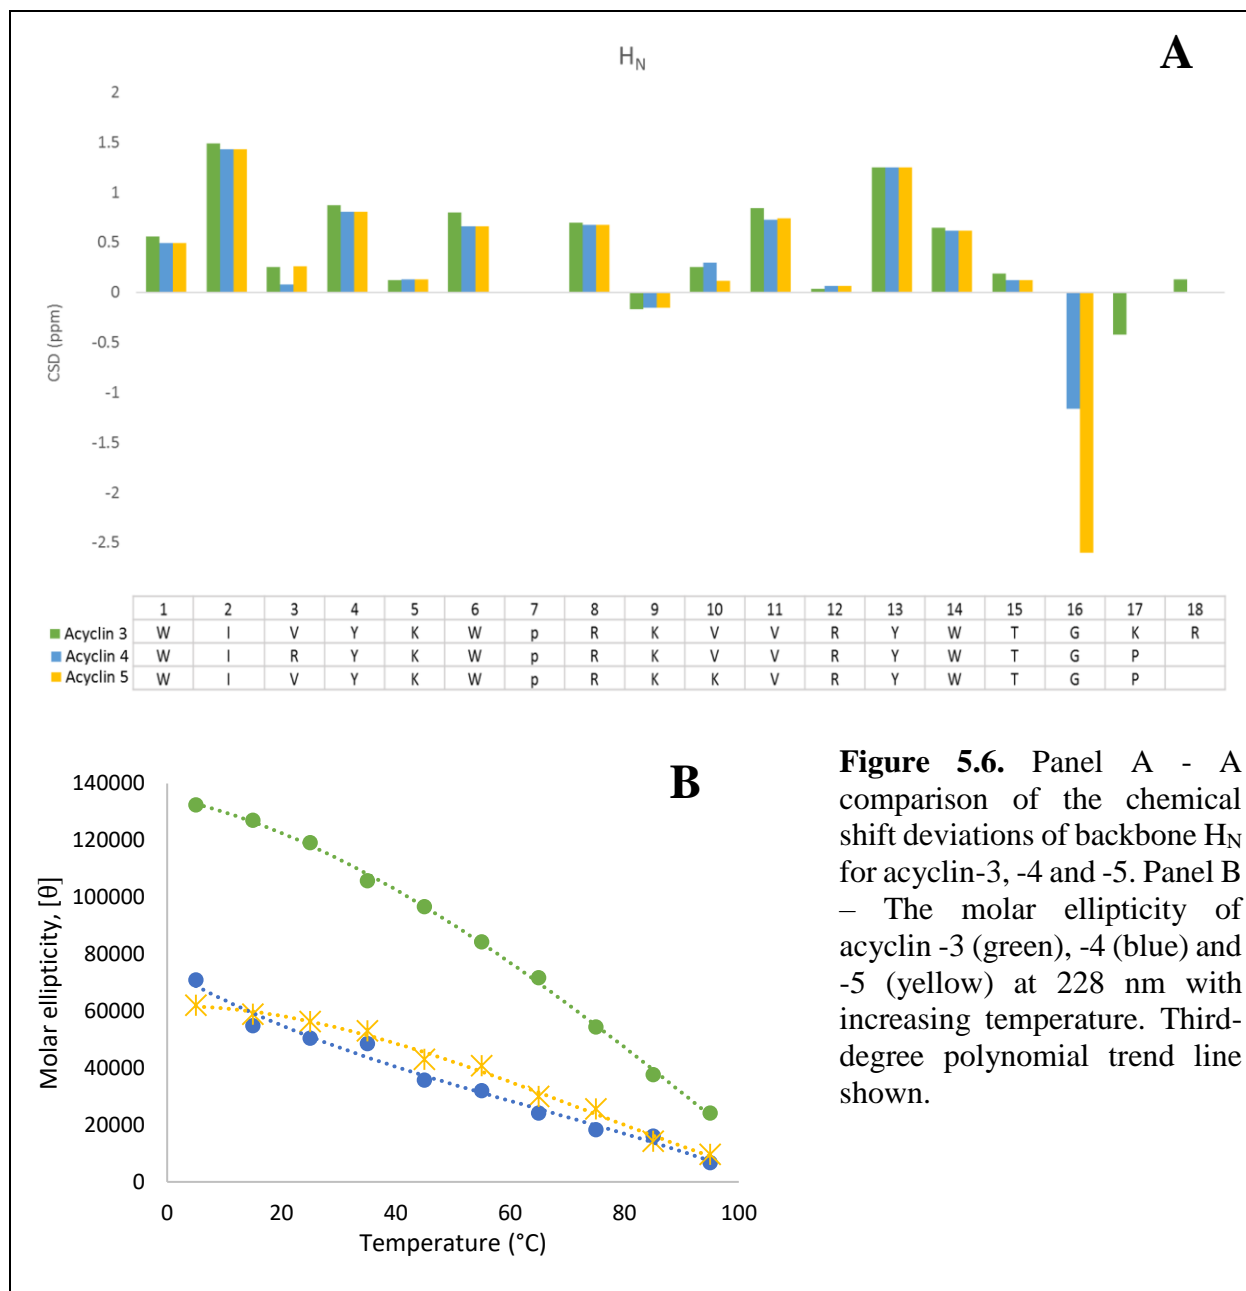 A
H_N
2
1.5
1
0.5
0
-0.5
-1
-1.5
-2
-2.5
CSD (ppm)
1 2 3 4 5 6 7 8 9 10 11 12 13 14 15 16 17 18
Acyclin 3 W I V Y K W p R K V V R Y W T G K R
Acyclin 4 W I R Y K W p R K V V R Y W T G P
Acyclin 5 W I V Y K W p R K K V R Y W T G P
B
140000
120000
100000
80000
60000
40000
20000
0
Molar ellipticity, [θ]
0 20 40 60 80 100
Temperature (°C)
Figure 5.6. Panel A - A
comparison of the chemical
shift deviations of backbone H_N
for acyclin-3, -4 and -5. Panel B
– The molar ellipticity of
acyclin -3 (green), -4 (blue) and
-5 (yellow) at 228 nm with
increasing temperature. Third-
degree polynomial trend line
shown.